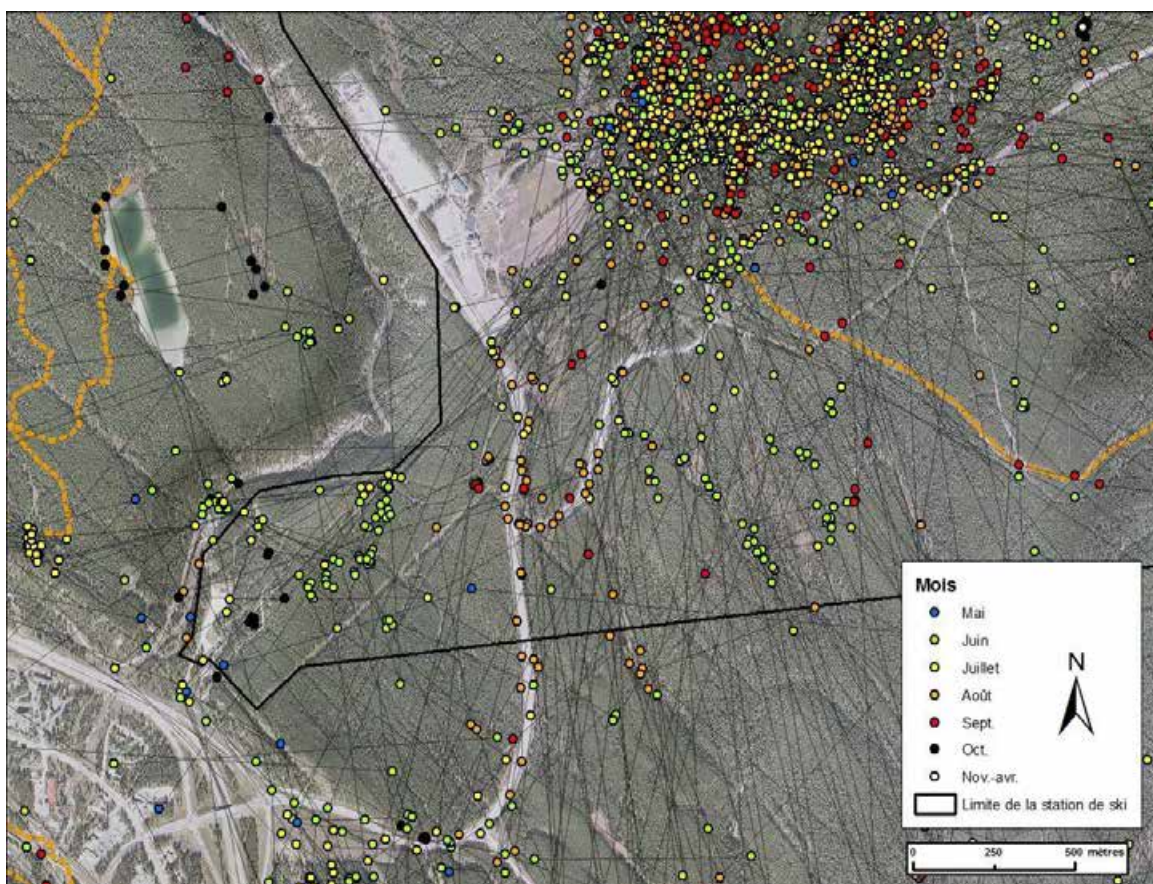 Mois
Mai
Juin
Juillet
Août
Sept.
Oct.
Nov.-avr.
Limite de la station de ski
N
0 250 500 mètres